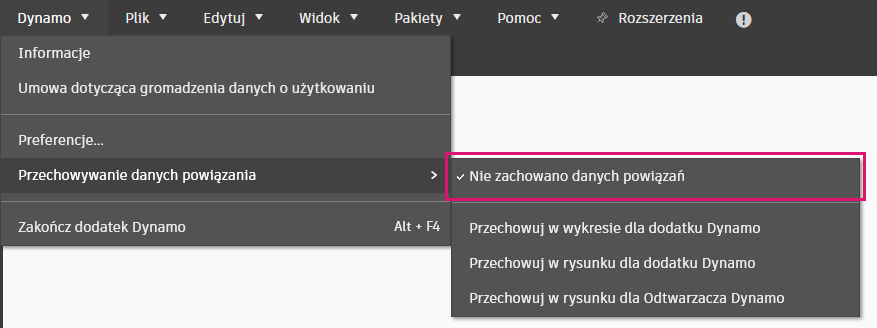 Dynamo Plik Edytuj Widok Pakiety Pomoc Rozszerzenia
Informacje
Umowa dotycząca gromadzenia danych o użytkowaniu
Preferencje...
Przechowywanie danych powiązania
Nie zachowano danych powiązań
Zakończ dodatek Dynamo Alt + F4
Przechowuj w wykresie dla dodatku Dynamo
Przechowuj w rysunku dla dodatku Dynamo
Przechowuj w rysunku dla Odtwarzacza Dynamo